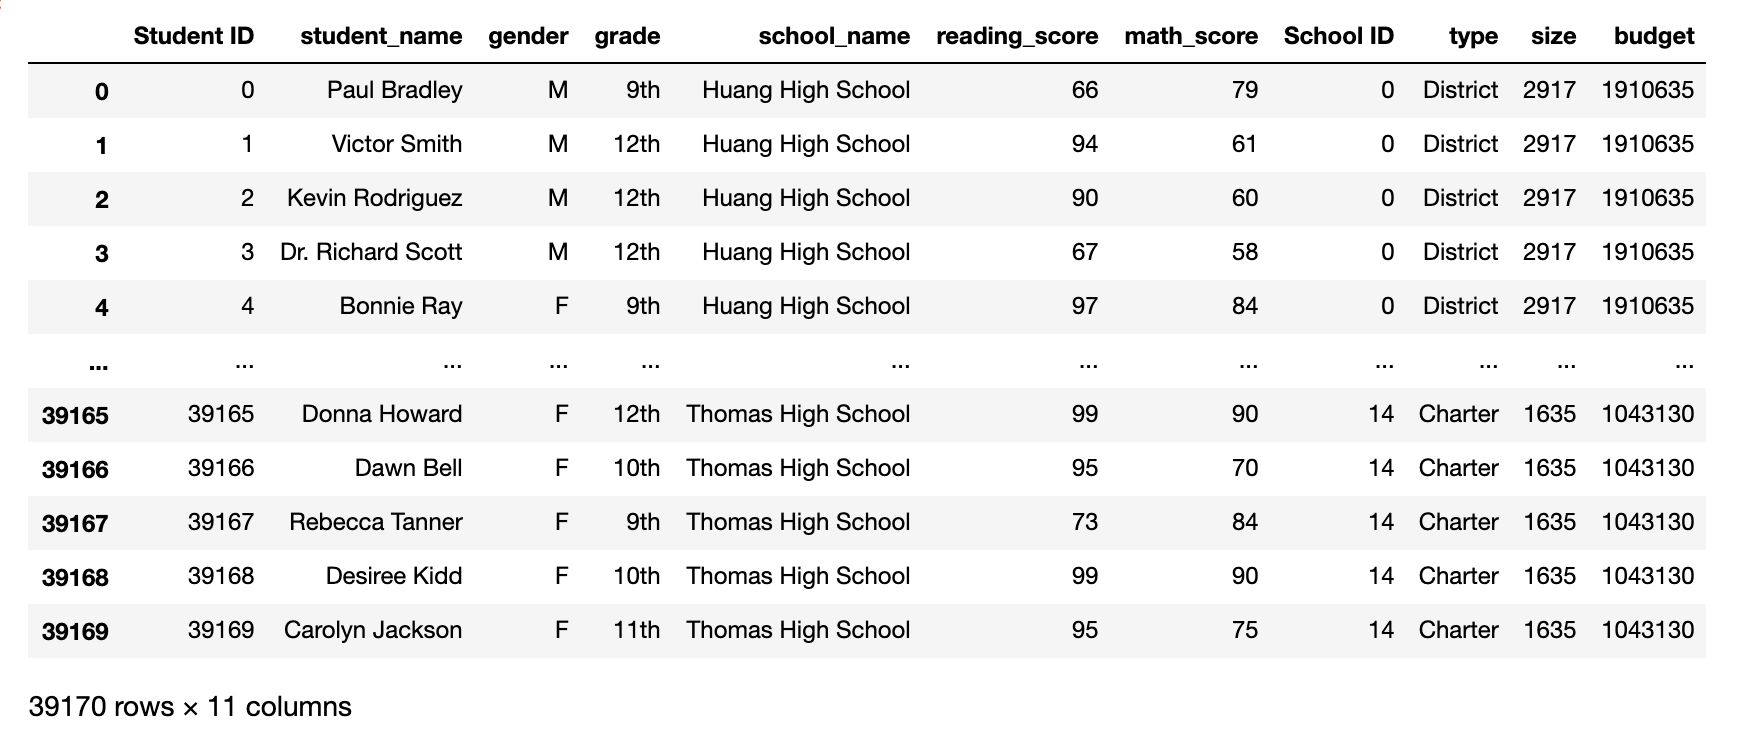 Student ID student_name gender grade school_name reading_score math_score School ID type size budget
0 0 Paul Bradley M 9th Huang High School 66 79 0 District 2917 1910635
1 1 Victor Smith M 12th Huang High School 94 61 0 District 2917 1910635
2 2 Kevin Rodriguez M 12th Huang High School 90 60 0 District 2917 1910635
3 3 Dr. Richard Scott M 12th Huang High School 67 58 0 District 2917 1910635
4 4 Bonnie Ray F 9th Huang High School 97 84 0 District 2917 1910635
... ... ... ... ... ... ... ... ... ... ... ...
39165 39165 Donna Howard F 12th Thomas High School 99 90 14 Charter 1635 1043130
39166 39166 Dawn Bell F 10th Thomas High School 95 70 14 Charter 1635 1043130
39167 39167 Rebecca Tanner F 9th Thomas High School 73 84 14 Charter 1635 1043130
39168 39168 Desiree Kidd F 10th Thomas High School 99 90 14 Charter 1635 1043130
39169 39169 Carolyn Jackson F 11th Thomas High School 95 75 14 Charter 1635 1043130
39170 rows × 11 columns